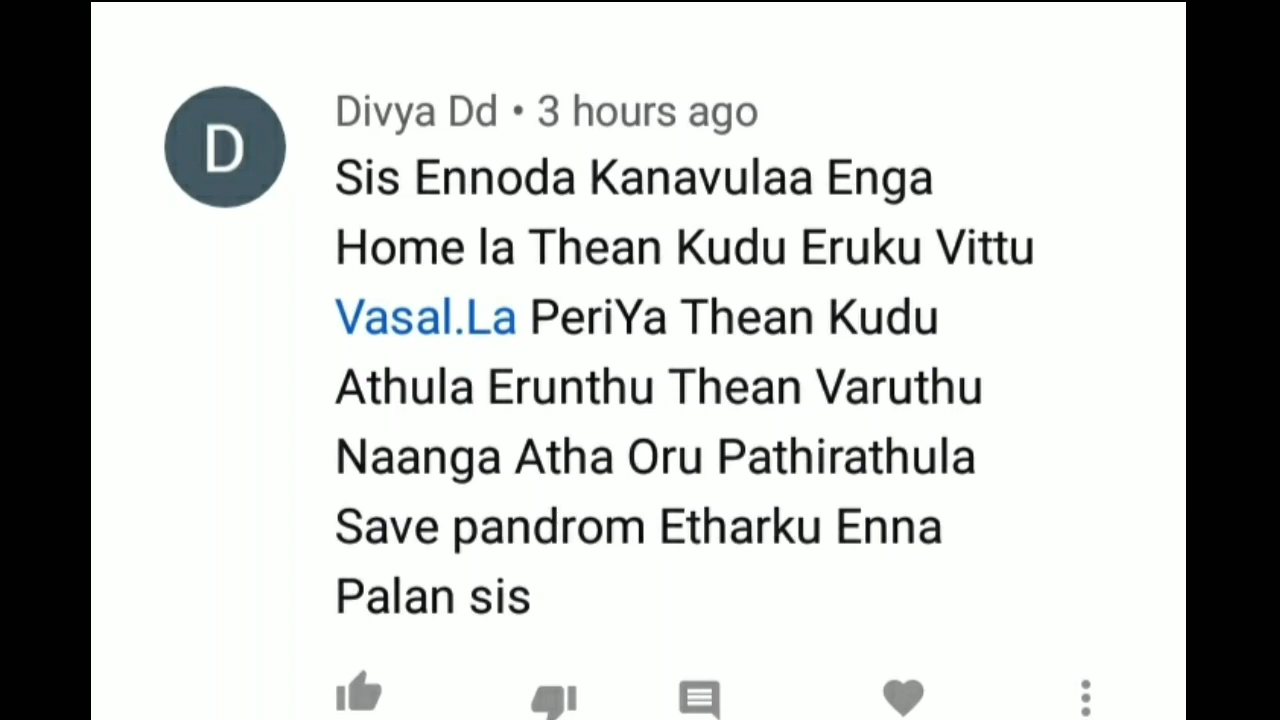 D
Divya Dd • 3 hours ago
Sis Ennoda Kanavulaa Enga
Home la Thean Kudu Eruku Vittu
Vasal.La PeriYa Thean Kudu
Athula Erunthu Thean Varuthu
Naanga Atha Oru Pathirathula
Save pandrom Etharku Enna
Palan sis